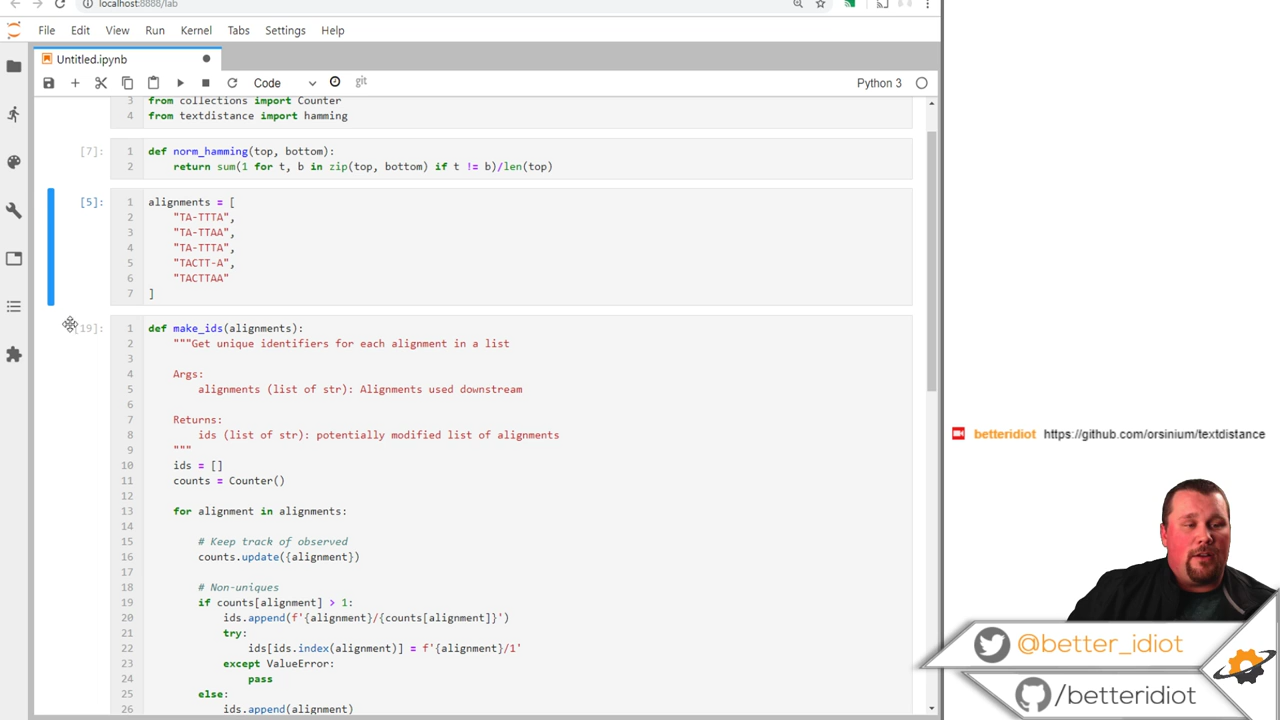 localhost:8888/lab
File Edit View Run Kernel Tabs Settings Help
Untitled.ipynb
Code git Python 3
3 from collections import Counter
4 from textdistance import hamming
[7]: 1 def norm_hamming(top, bottom):
2 return sum(1 for t, b in zip(top, bottom) if t != b)/len(top)
[5]: 1 alignments = [
2 "TA-TTTA",
3 "TA-TTAA",
4 "TA-TTTA",
5 "TACTT-A",
6 "TACTTAA"
7 ]
[19]: 1 def make_ids(alignments):
2 """Get unique identifiers for each alignment in a list
3
4 Args:
5 alignments (list of str): Alignments used downstream
6
7 Returns:
8 ids (list of str): potentially modified list of alignments
9 """
10 ids = []
11 counts = Counter()
12
13 for alignment in alignments:
14
15 # Keep track of observed
16 counts.update({alignment})
17
18 # Non-uniques
19 if counts[alignment] > 1:
20 ids.append(f'{alignment}/{counts[alignment]}')
21 try:
22 ids[ids.index(alignment)] = f'{alignment}/1'
23 except ValueError:
24 pass
25 else:
26 ids.append(alignment)
betteridiot https://github.com/orsinium/textdistance
@better_idiot
/betteridiot